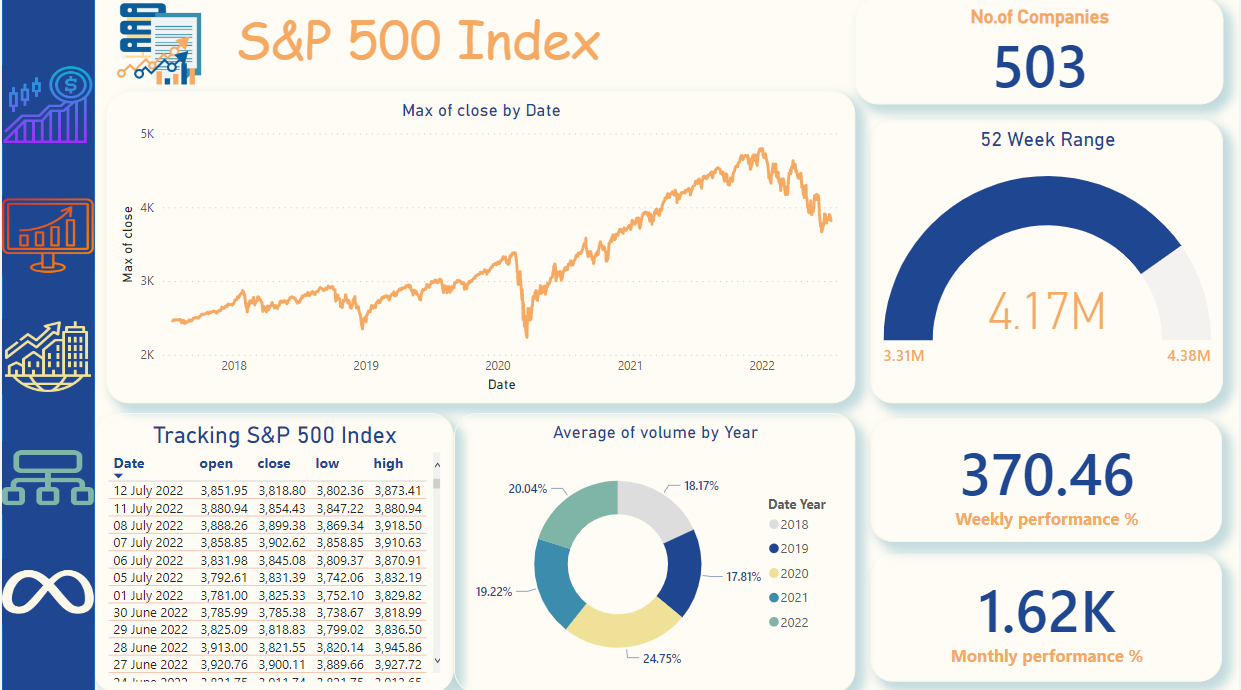 S&P 500 Index
No.of Companies
503
Max of close by Date
5K
4K
3K
2K
Max of close
2018 2019 2020 2021 2022
Date
52 Week Range
4.17M
3.31M 4.38M
Tracking S&P 500 Index
Date open close low high
12 July 2022 3,851.95 3,818.80 3,802.36 3,873.41
11 July 2022 3,880.94 3,854.43 3,847.22 3,880.94
08 July 2022 3,888.26 3,899.38 3,869.34 3,918.50
07 July 2022 3,858.85 3,902.62 3,858.85 3,910.63
06 July 2022 3,831.98 3,845.08 3,809.37 3,870.91
05 July 2022 3,792.61 3,831.39 3,742.06 3,832.19
01 July 2022 3,781.00 3,825.33 3,752.10 3,829.82
30 June 2022 3,785.99 3,785.38 3,738.67 3,818.99
29 June 2022 3,825.09 3,818.83 3,799.02 3,836.50
28 June 2022 3,913.00 3,821.55 3,820.14 3,945.86
27 June 2022 3,920.76 3,900.11 3,889.66 3,927.72
Average of volume by Year
20.04%
18.17%
19.22%
17.81%
24.75%
Date Year
2018
2019
2020
2021
2022
370.46
Weekly performance %
1.62K
Monthly performance %